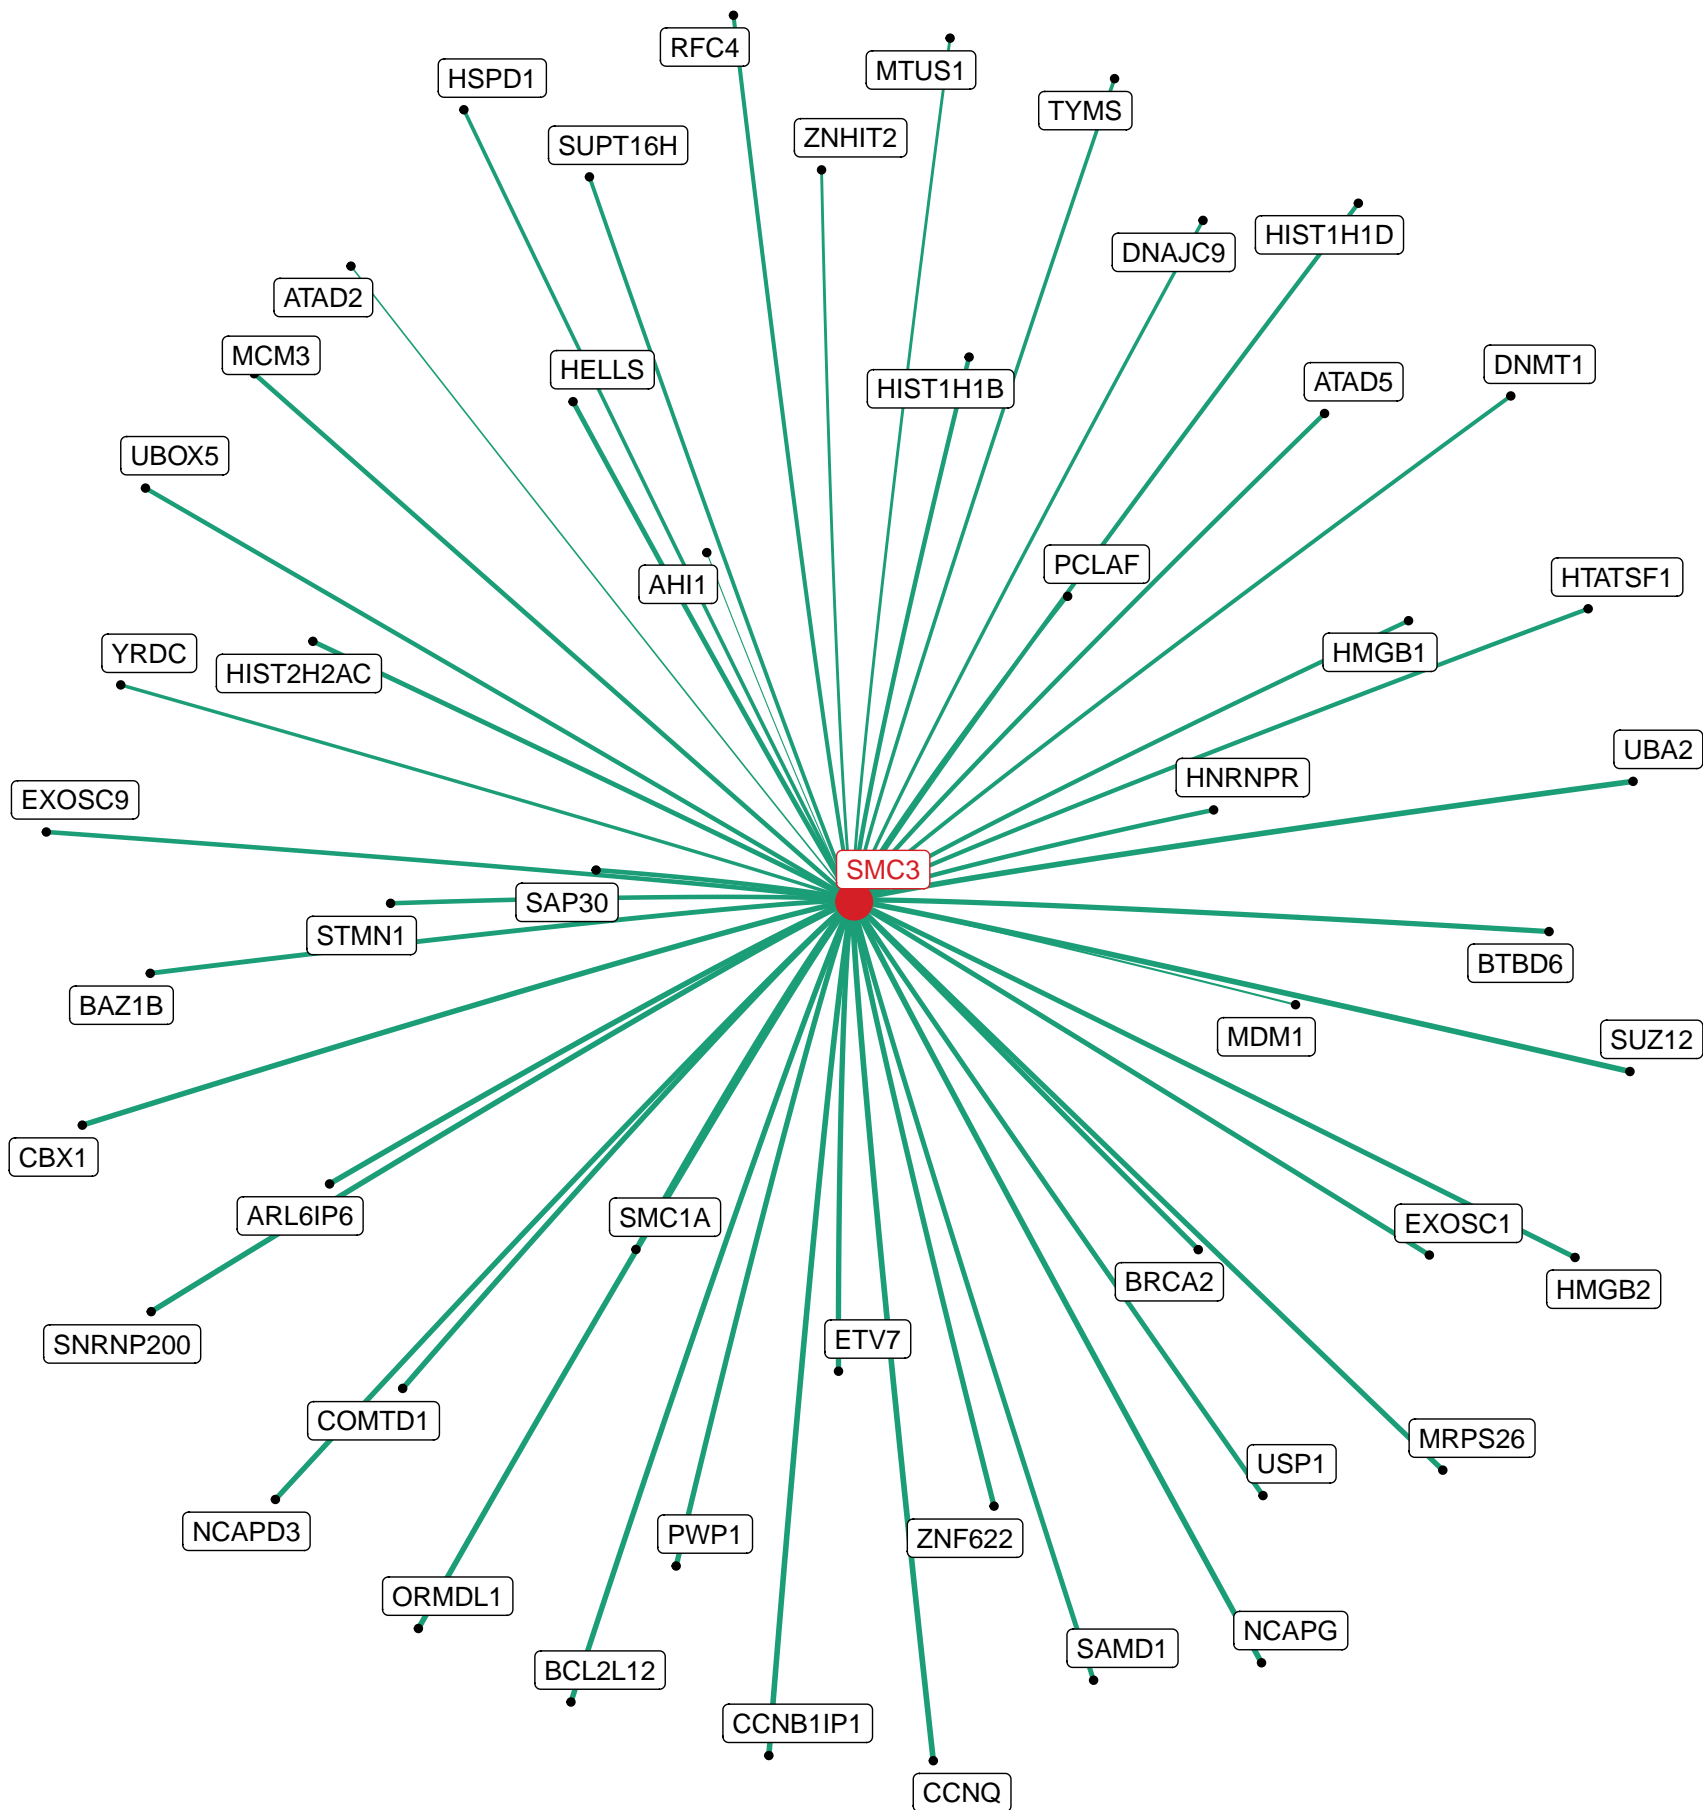 RFC4
MTUS1
HSPD1
TYMS
ZNHIT2
SUPT16H
HIST1H1D
DNAJC9
ATAD2
MCM3
DNMT1
HELLS
ATAD5
HIST1H1B
UBOX5
PCLAF
HTATSF1
AHI1
YRDC
HMGB1
HIST2H2AC
UBA2
HNRNPR
EXOSC9
SMC3
SAP30
STMN1
BTBD6
BAZ1B
MDM1
SUZ12
CBX1
ARL6IP6
SMC1A
EXOSC1
BRCA2
HMGB2
ETV7
SNRNP200
COMTD1
MRPS26
USP1
NCAPD3
PWP1
ZNF622
ORMDL1
NCAPG
SAMD1
BCL2L12
CCNB1IP1
CCNQ